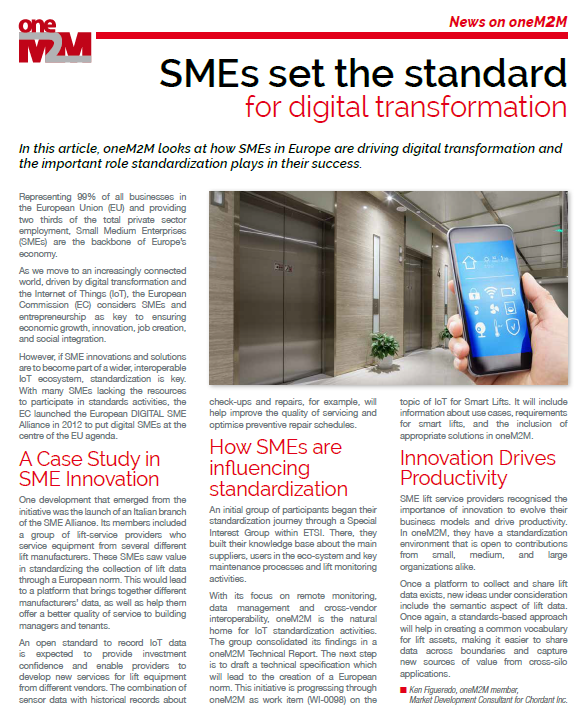 one
M2M
News on oneM2M
SMEs set the standard
for digital transformation
In this article, oneM2M looks at how SMEs in Europe are driving digital transformation and
the important role standardization plays in their success.
Representing 99% of all businesses in
the European Union (EU) and providing
two thirds of the total private sector
employment, Small Medium Enterprises
(SMEs) are the backbone of Europe's
economy.
As we move to an increasingly connected
world, driven by digital transformation and
the Internet of Things (IoT), the European
Commission (EC) considers SMEs and
entrepreneurship as key to ensuring
economic growth, innovation, job creation,
and social integration.
However, if SME innovations and solutions
are to become part of a wider, interoperable
IoT ecosystem, standardization is key.
With many SMEs lacking the resources
to participate in standards activities, the
EC launched the European DIGITAL SME
Alliance in 2012 to put digital SMEs at the
centre of the EU agenda.
A Case Study in
SME Innovation
One development that emerged from the
initiative was the launch of an Italian branch
of the SME Alliance. Its members included
a group of lift-service providers who
service equipment from several different
lift manufacturers. These SMEs saw value
in standardizing the collection of lift data
through a European norm. This would lead
to a platform that brings together different
manufacturers' data, as well as help them
offer a better quality of service to building
managers and tenants.
An open standard to record IoT data
is expected to provide investment
confidence and enable providers to
develop new services for lift equipment
from different vendors. The combination of
sensor data with historical records about
check-ups and repairs, for example, will
help improve the quality of servicing and
optimise preventive repair schedules.
How SMEs are
influencing
standardization
An initial group of participants began their
standardization journey through a Special
Interest Group within ETSI. There, they
built their knowledge base about the main
suppliers, users in the eco-system and key
maintenance processes and lift monitoring
activities.
With its focus on remote monitoring,
data management and cross-vendor
interoperability, oneM2M is the natural
home for IoT standardization activities.
The group consolidated its findings in a
oneM2M Technical Report. The next step
is to draft a technical specification which
will lead to the creation of a European
norm. This initiative is progressing through
oneM2M as work item (WI-0098) on the
topic of IoT for Smart Lifts. It will include
information about use cases, requirements
for smart lifts, and the inclusion of
appropriate solutions in oneM2M.
Innovation Drives
Productivity
SME lift service providers recognised the
importance of innovation to evolve their
business models and drive productivity.
In oneM2M, they have a standardization
environment that is open to contributions
from small, medium, and large
organizations alike.
Once a platform to collect and share lift
data exists, new ideas under consideration
include the semantic aspect of lift data.
Once again, a standards-based approach
will help in creating a common vocabulary
for lift assets, making it easier to share
data across boundaries and capture
new sources of value from cross-silo
applications.
Ken Figueredo, oneM2M member,
Market Development Consultant for Chordant Inc.